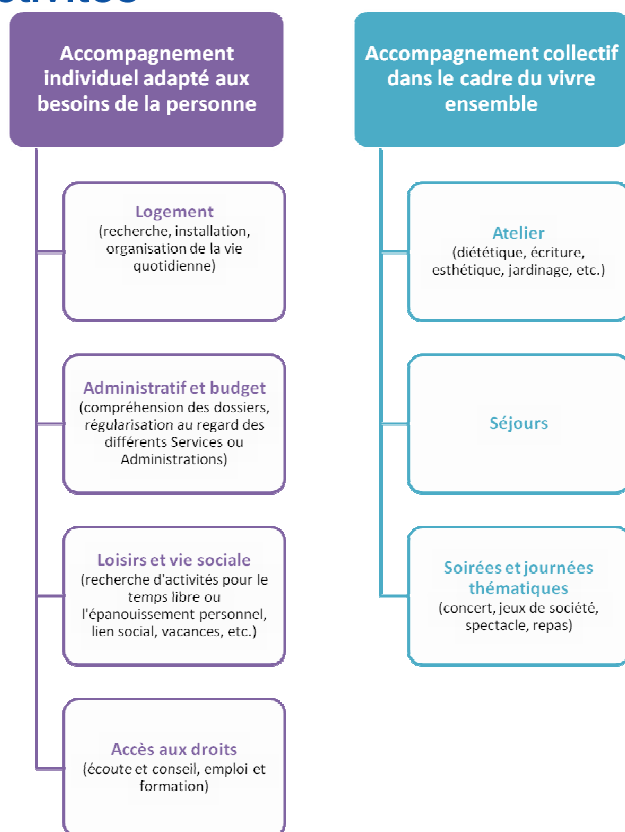 Accompagnement
individuel adapté aux
besoins de la personne
Logement
(recherche, installation,
organisation de la vie
quotidienne)
Administratif et budget
(compréhension des dossiers,
régularisation au regard des
différents Services ou
Administrations)
Loisirs et vie sociale
(recherche d'activités pour le
temps libre ou
l'épanouissement personnel,
lien social, vacances, etc.)
Accès aux droits
(écoute et conseil, emploi et
formation)
Accompagnement collectif
dans le cadre du vivre
ensemble
Atelier
(diététique, écriture,
esthétique, jardinage, etc.)
Séjours
Soirées et journées
thématiques
(concert, jeux de société,
spectacle, repas)